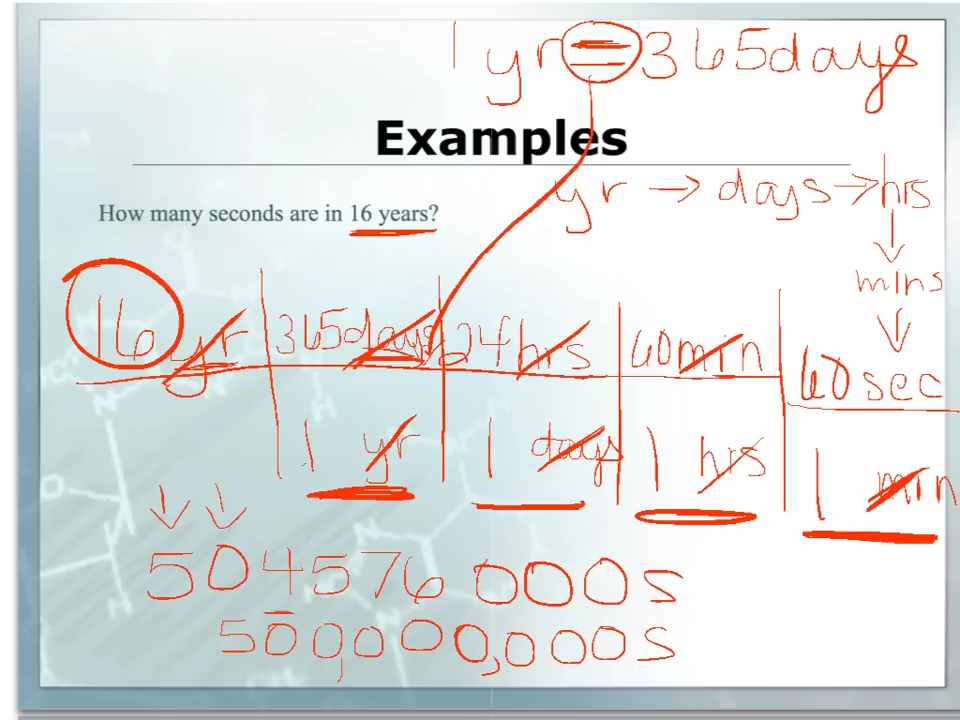 1 yr = 365 days
Examples
yr → days → hrs
How many seconds are in 16 years?
mins
16 yr 365 days 24 hrs 60 min 60 sec
1 yr 1 days 1 hrs 1 min
504576000 s
500,000,000 s